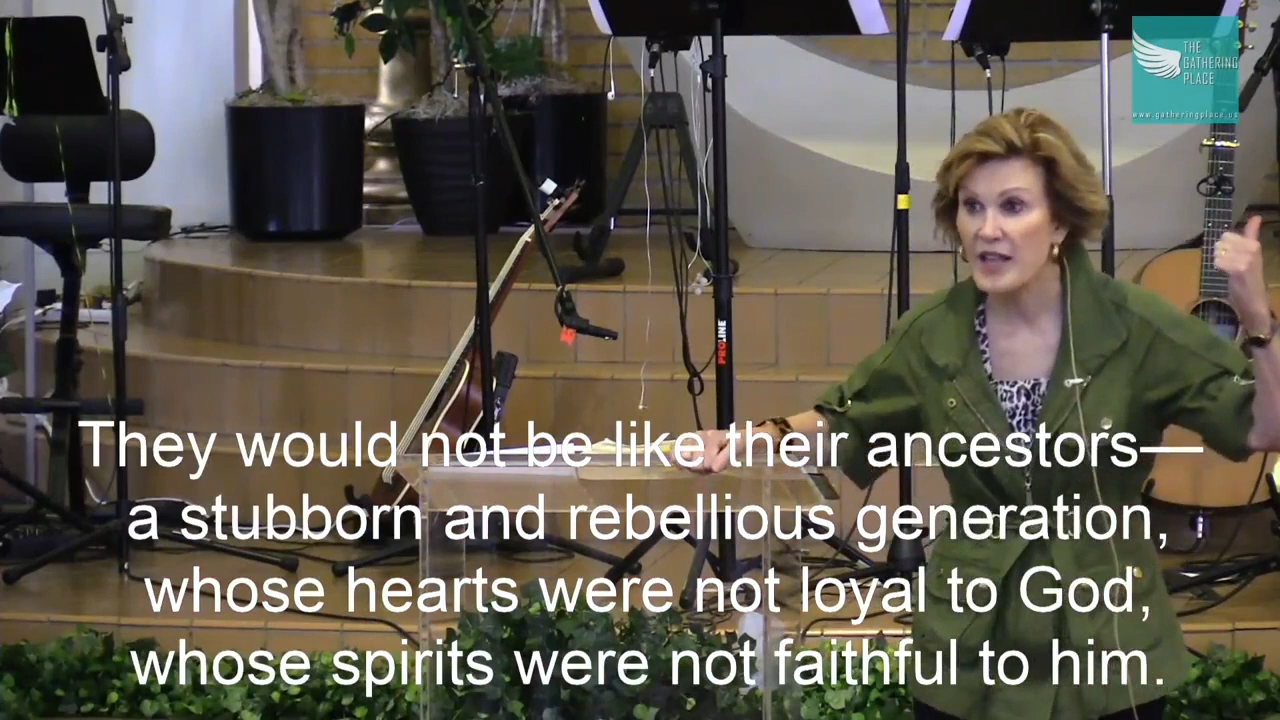 THE
GATHERING
PLACE
www.gatheringplace.us
PROLINE
They would not be like their ancestors—
a stubborn and rebellious generation,
whose hearts were not loyal to God,
whose spirits were not faithful to him.